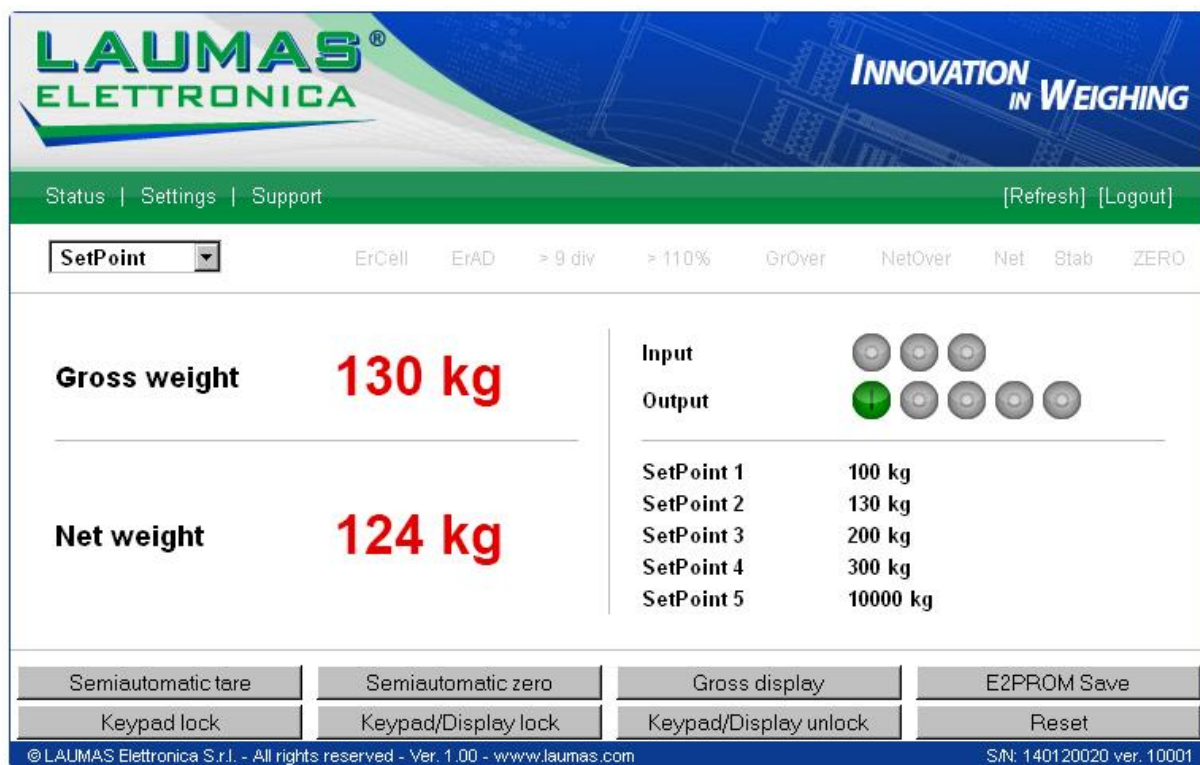 LAUMAS®
ELETTRONICA
INNOVATION
IN WEIGHING
Status | Settings | Support [Refresh] [Logout]
SetPoint ErCell ErAD > 9 div > 110% GrOver NetOver Net Stab ZERO
Gross weight 130 kg
Net weight 124 kg
Input
Output
SetPoint 1 100 kg
SetPoint 2 130 kg
SetPoint 3 200 kg
SetPoint 4 300 kg
SetPoint 5 10000 kg
Semiautomatic tare Semiautomatic zero Gross display E2PROM Save
Keypad lock Keypad/Display lock Keypad/Display unlock Reset
© LAUMAS Elettronica S.r.l. - All rights reserved - Ver. 1.00 - www.laumas.com S/N: 140120020 ver. 10001